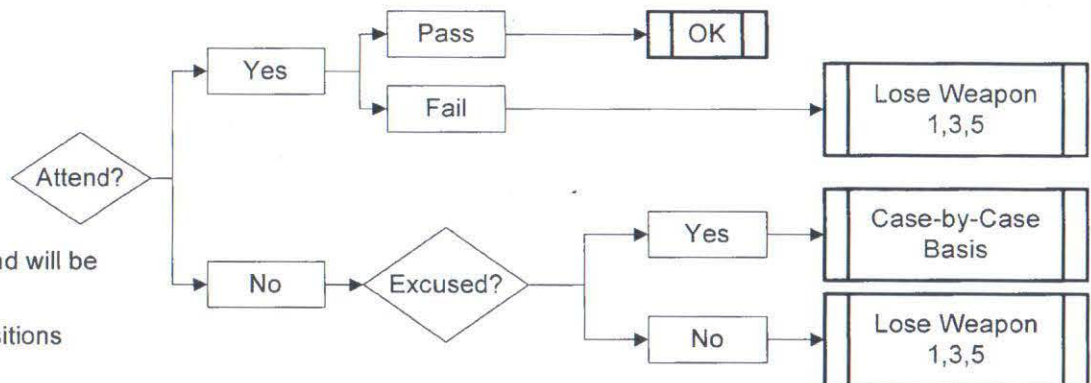 Pass
OK
Yes
Fail
Lose Weapon
1,3,5
Attend?
Yes
Case-by-Case
Basis
nd will be
No
Excused?
sitions
No
Lose Weapon
1,3,5